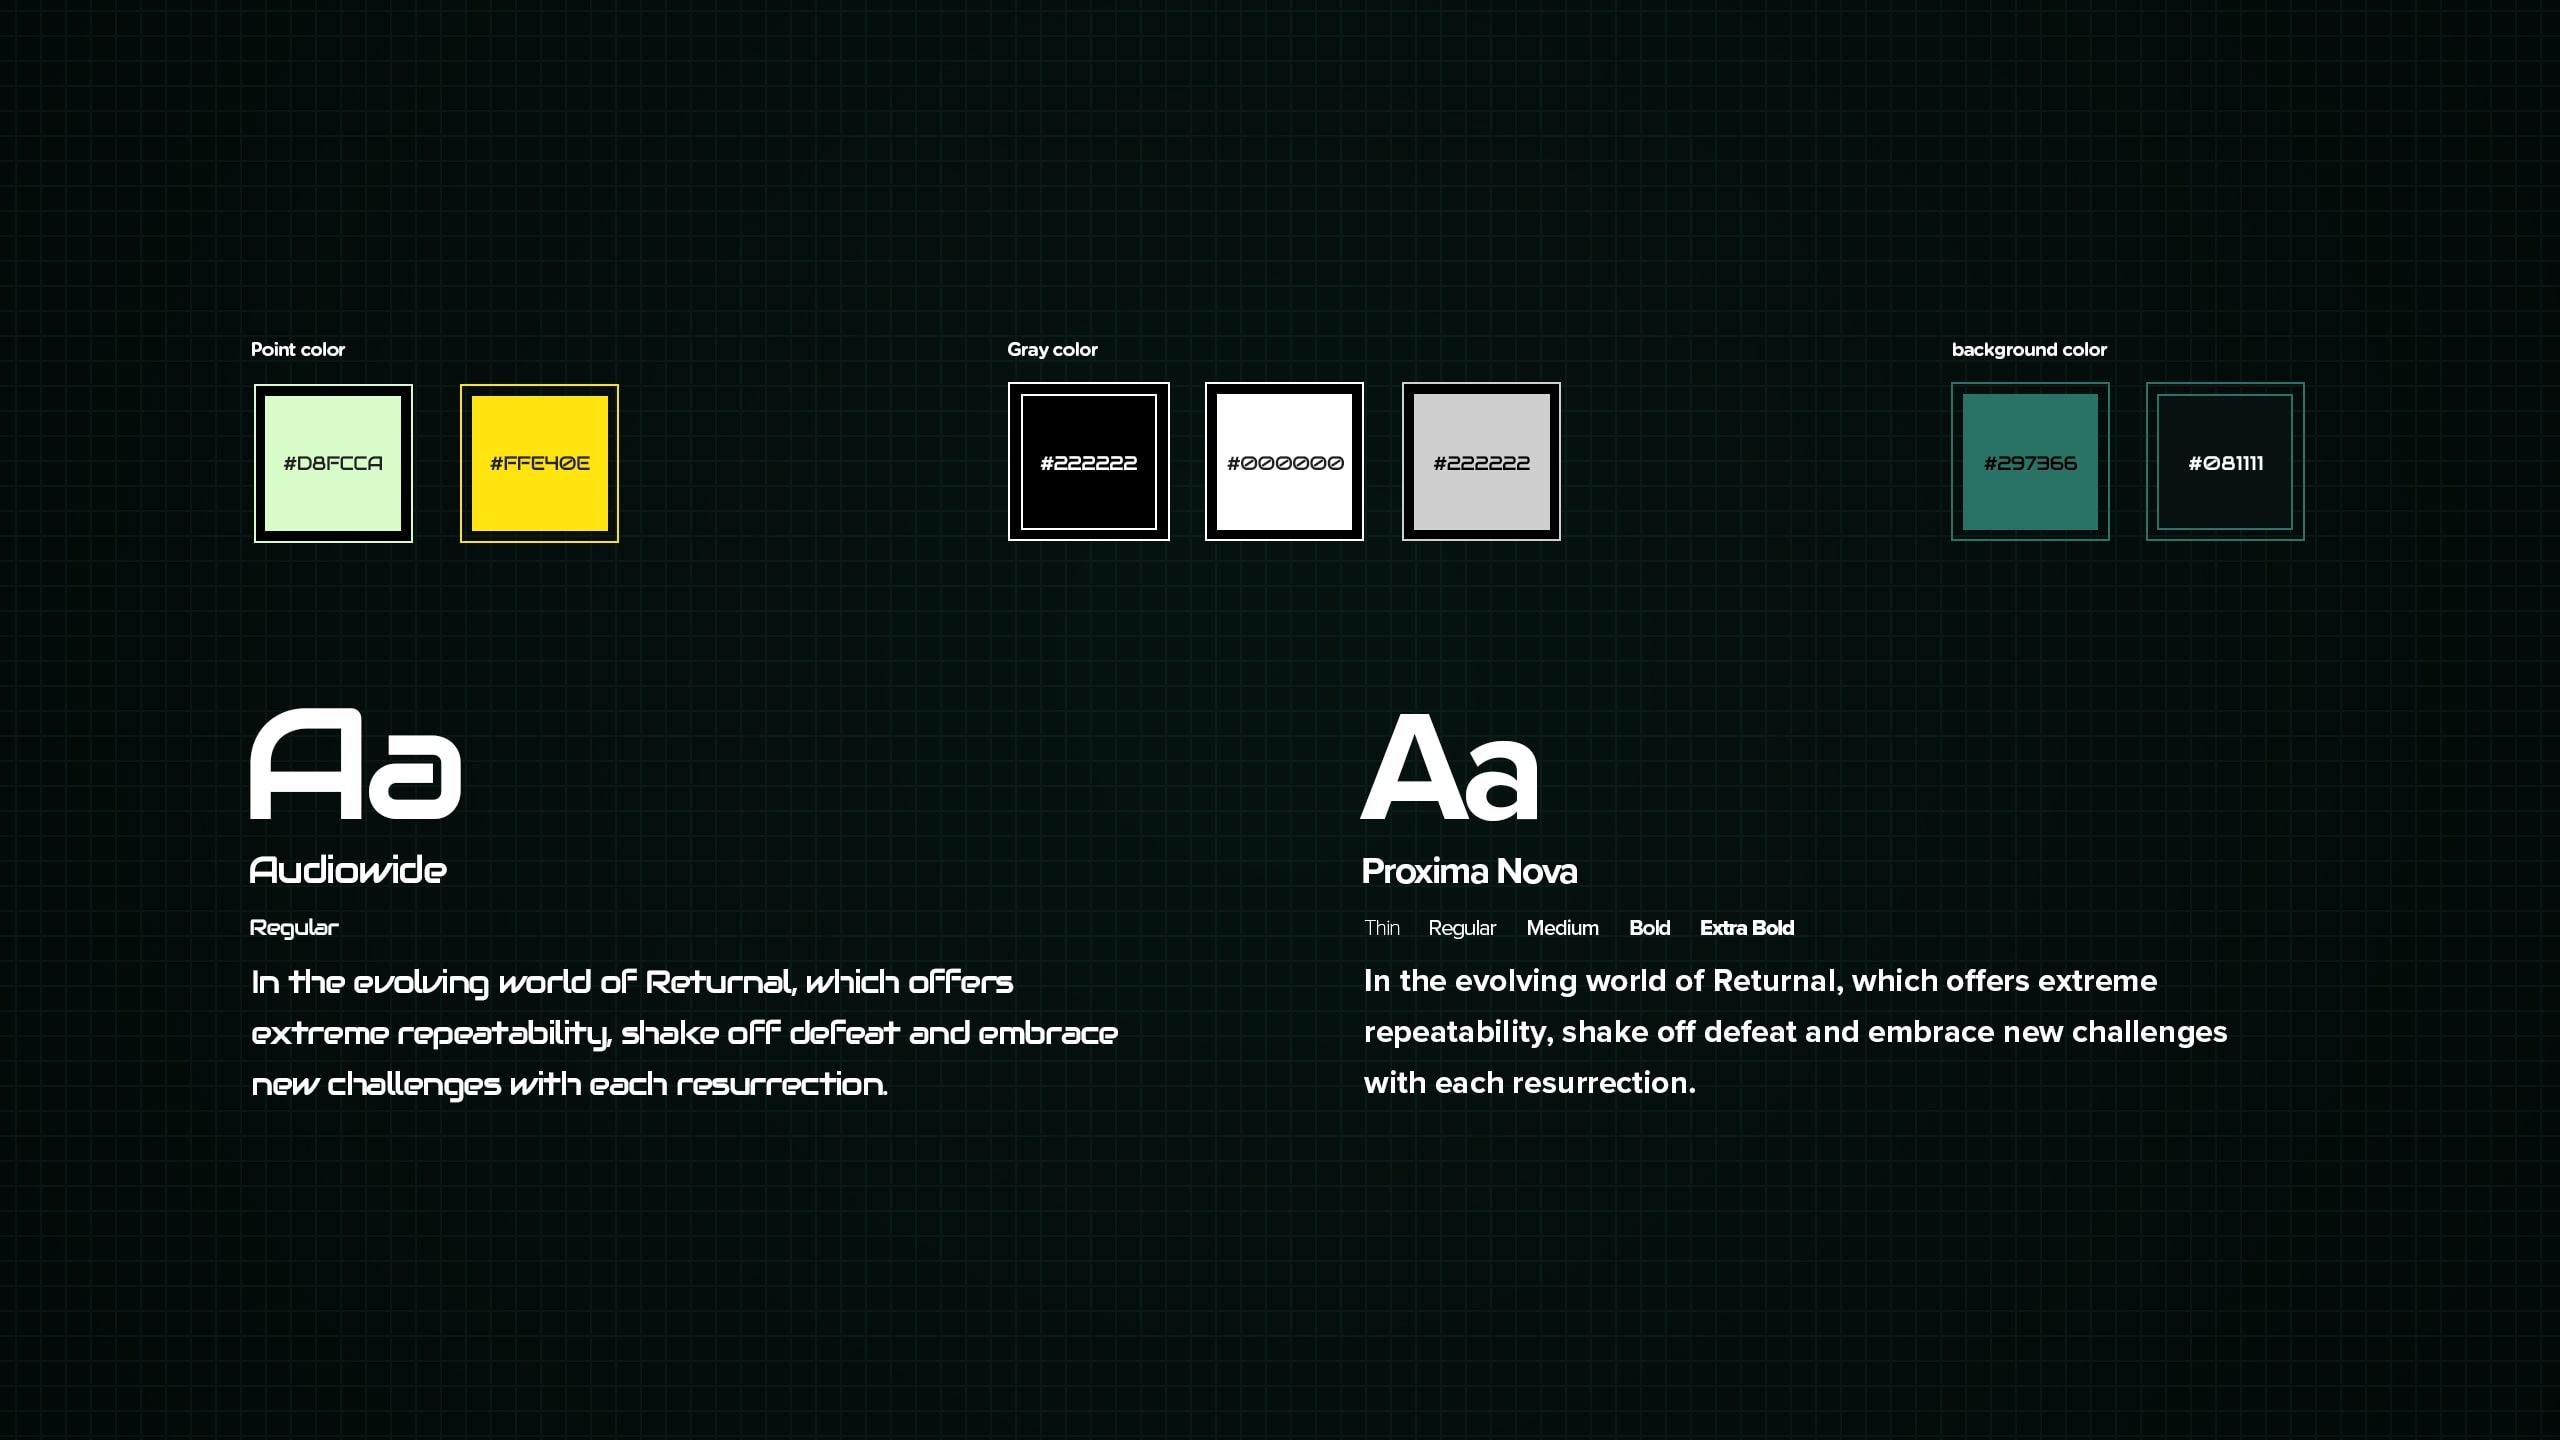 Point color
Gray color
background color
#D8FCCA
#FFE40E
#222222
#000000
#222222
#297366
#081111
Aa
Audiowide
Regular
In the evolving world of Returnal, which offers
extreme repeatability, shake off defeat and embrace
new challenges with each resurrection.
Aa
Proxima Nova
Thin Regular Medium Bold Extra Bold
In the evolving world of Returnal, which offers extreme
repeatability, shake off defeat and embrace new challenges
with each resurrection.